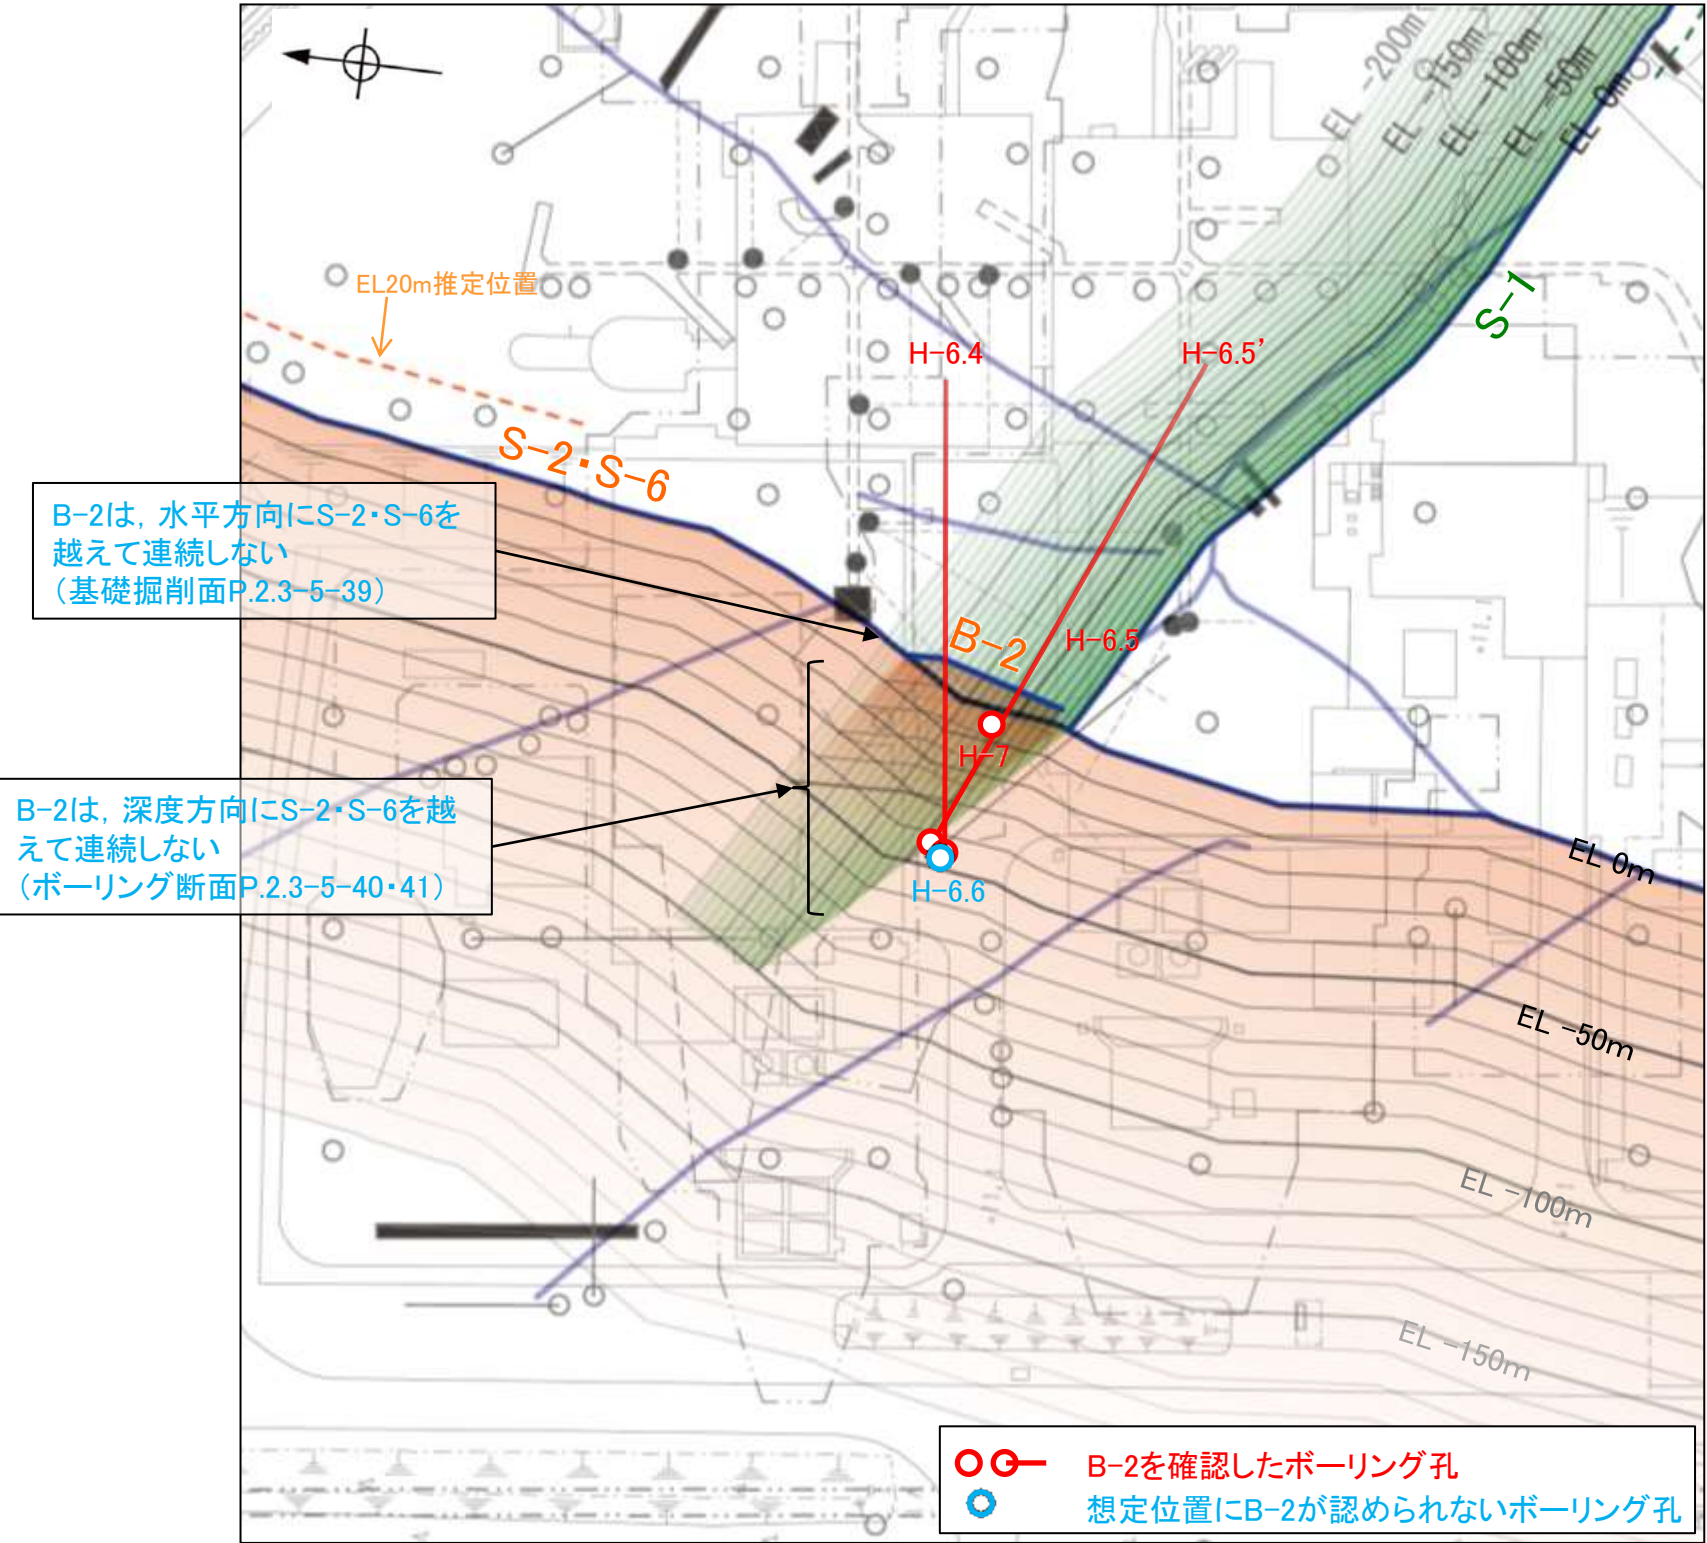 EL -200m
EL -150m
EL -100m
EL -50m
EL 0m
EL20m推定位置
S-1
H-6.4
H-6.5’
S-2・S-6
B-2は，水平方向にS-2・S-6を
越えて連続しない
（基礎掘削面P.2.3-5-39）
B-2
H-6.5
H-7
B-2は，深度方向にS-2・S-6を越
えて連続しない
（ボーリング断面P.2.3-5-40・41）
H-6.6
EL 0m
EL -50m
EL -100m
EL -150m
B-2を確認したボーリング孔
想定位置にB-2が認められないボーリング孔